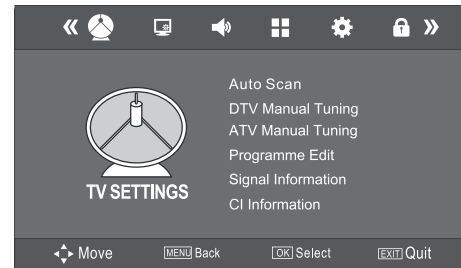 Auto Scan
DTV Manual Tuning
ATV Manual Tuning
Programme Edit
Signal Information
CI Information
TV SETTINGS
Move MENU Back OK Select EXIT Quit